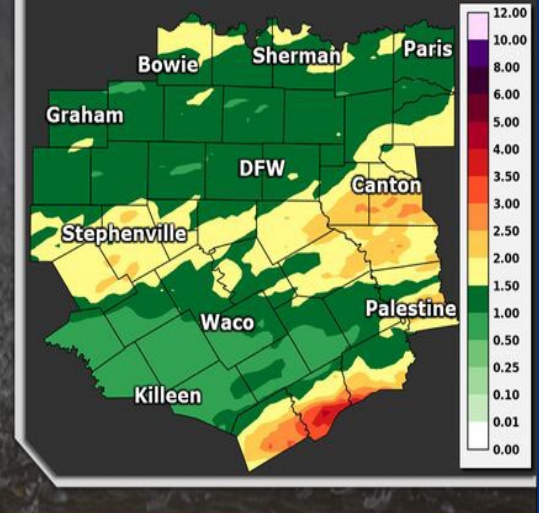 Bowie
Sherman
Paris
Graham
DFW
Canton
Stephenville
Palestine
Waco
Killeen
12.00
10.00
8.00
6.00
5.00
4.00
3.50
3.00
2.50
2.00
1.50
1.00
0.50
0.25
0.10
0.01
0.00